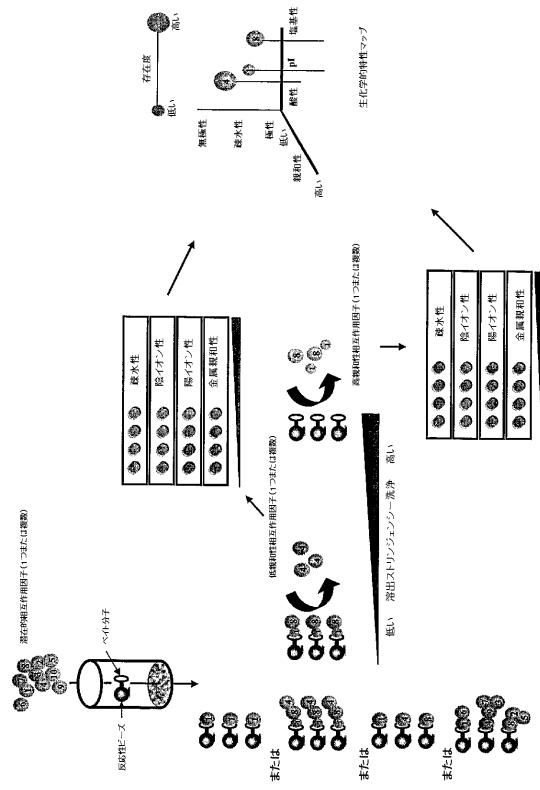 潜在的相互作用因子(1つまたは複数)
ベイト分子
反応性ビーズ
または
または
または
低親和性相互作用因子(1つまたは複数)
低い 溶出ストリンジェンシー洗浄 高い
高親和性相互作用因子(1つまたは複数)
疎水性
陰イオン性
陽イオン性
金属親和性
疎水性
陰イオン性
陽イオン性
金属親和性
存在度
低い
高い
無極性
疎水性
極性
低い
親和性
高い
酸性
pI
塩基性
4
1
8
生化学的特性マップ